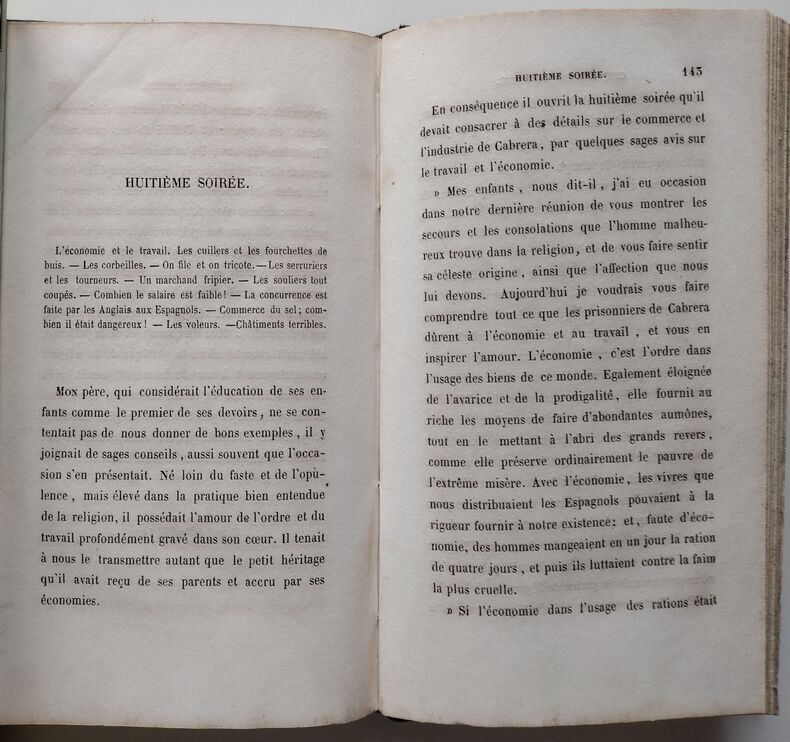 HUITIÈME SOIRÉE.
L'économie et le travail. Les cuillers et les fourchettes de
buis. — Les corbeilles. — On file et on tricote. — Les serruriers
et les tourneurs. — Un marchand fripier. — Les souliers tout
coupés. — Combien le salaire est faible! — La concurrence est
faite par les Anglais aux Espagnols. — Commerce du sel; com-
bien il était dangereux! — Les voleurs. —Châtiments terribles.
MON père, qui considérait l'éducation de ses en-
fants comme le premier de ses devoirs, ne se con-
tentait pas de nous donner de bons exemples, il y
joignait de sages conseils, aussi souvent que l'occa-
sion s'en présentait. Né loin du faste et de l'opu-
lence, mais élevé dans la pratique bien entendue
de la religion, il possédait l'amour de l'ordre et du
travail profondément gravé dans son cœur. Il tenait
à nous le transmettre autant que le petit héritage
qu'il avait reçu de ses parents et accru par ses
économies.
HUITIÈME SOIRÉE. 143
En conséquence il ouvrit la huitième soirée qu'il
devait consacrer à des détails sur le commerce et
l'industrie de Cabrera, par quelques sages avis sur
le travail et l'économie.
» Mes enfants, nous dit-il, j'ai eu occasion
dans notre dernière réunion de vous montrer les
secours et les consolations que l'homme malheu-
reux trouve dans la religion, et de vous faire sentir
sa céleste origine, ainsi que l'affection que nous
lui devons. Aujourd'hui je voudrais vous faire
comprendre tout ce que les prisonniers de Cabrera
dûrent à l'économie et au travail, et vous en
inspirer l'amour. L'économie, c'est l'ordre dans
l'usage des biens de ce monde. Egalement éloignée
de l'avarice et de la prodigalité, elle fournit au
riche les moyens de faire d'abondantes aumônes,
tout en le mettant à l'abri des grands revers,
comme elle préserve ordinairement le pauvre de
l'extrême misère. Avec l'économie, les vivres que
nous distribuaient les Espagnols pouvaient à la
rigueur fournir à notre existence; et, faute d'éco-
nomie, des hommes mangeaient en un jour la ration
de quatre jours, et puis ils luttaient contre la faim
la plus cruelle.
» Si l'économie dans l'usage des rations était